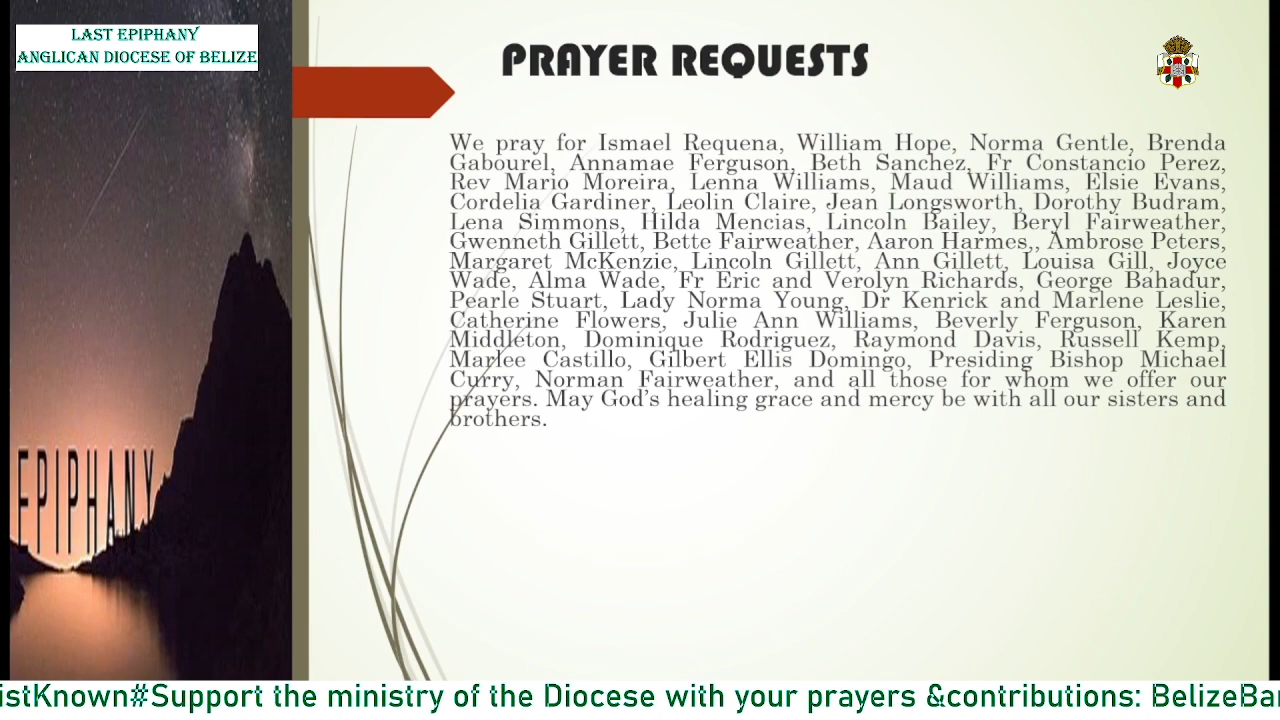 LAST EPIPHANY
ANGLICAN DIOCESE OF BELIZE
PRAYER REQUESTS
We pray for Ismael Requena, William Hope, Norma Gentle, Brenda
Gabourel, Annamae Ferguson, Beth Sanchez, Fr Constancio Perez,
Rev Mario Moreira, Lenna Williams, Maud Williams, Elsie Evans,
Cordelia Gardiner, Leolin Claire, Jean Longsworth, Dorothy Budram,
Lena Simmons, Hilda Mencias, Lincoln Bailey, Beryl Fairweather,
Gwenneth Gillett, Bette Fairweather, Aaron Harmes,, Ambrose Peters,
Margaret McKenzie, Lincoln Gillett, Ann Gillett, Louisa Gill, Joyce
Wade, Alma Wade, Fr Eric and Verolyn Richards, George Bahadur,
Pearle Stuart, Lady Norma Young, Dr Kenrick and Marlene Leslie,
Catherine Flowers, Julie Ann Williams, Beverly Ferguson, Karen
Middleton, Dominique Rodriguez, Raymond Davis, Russell Kemp,
Marlee Castillo, Gilbert Ellis Domingo, Presiding Bishop Michael
Curry, Norman Fairweather, and all those for whom we offer our
prayers. May God's healing grace and mercy be with all our sisters and
brothers.
EPIPHANY
istKnown#Support the ministry of the Diocese with your prayers &contributions: BelizeBa